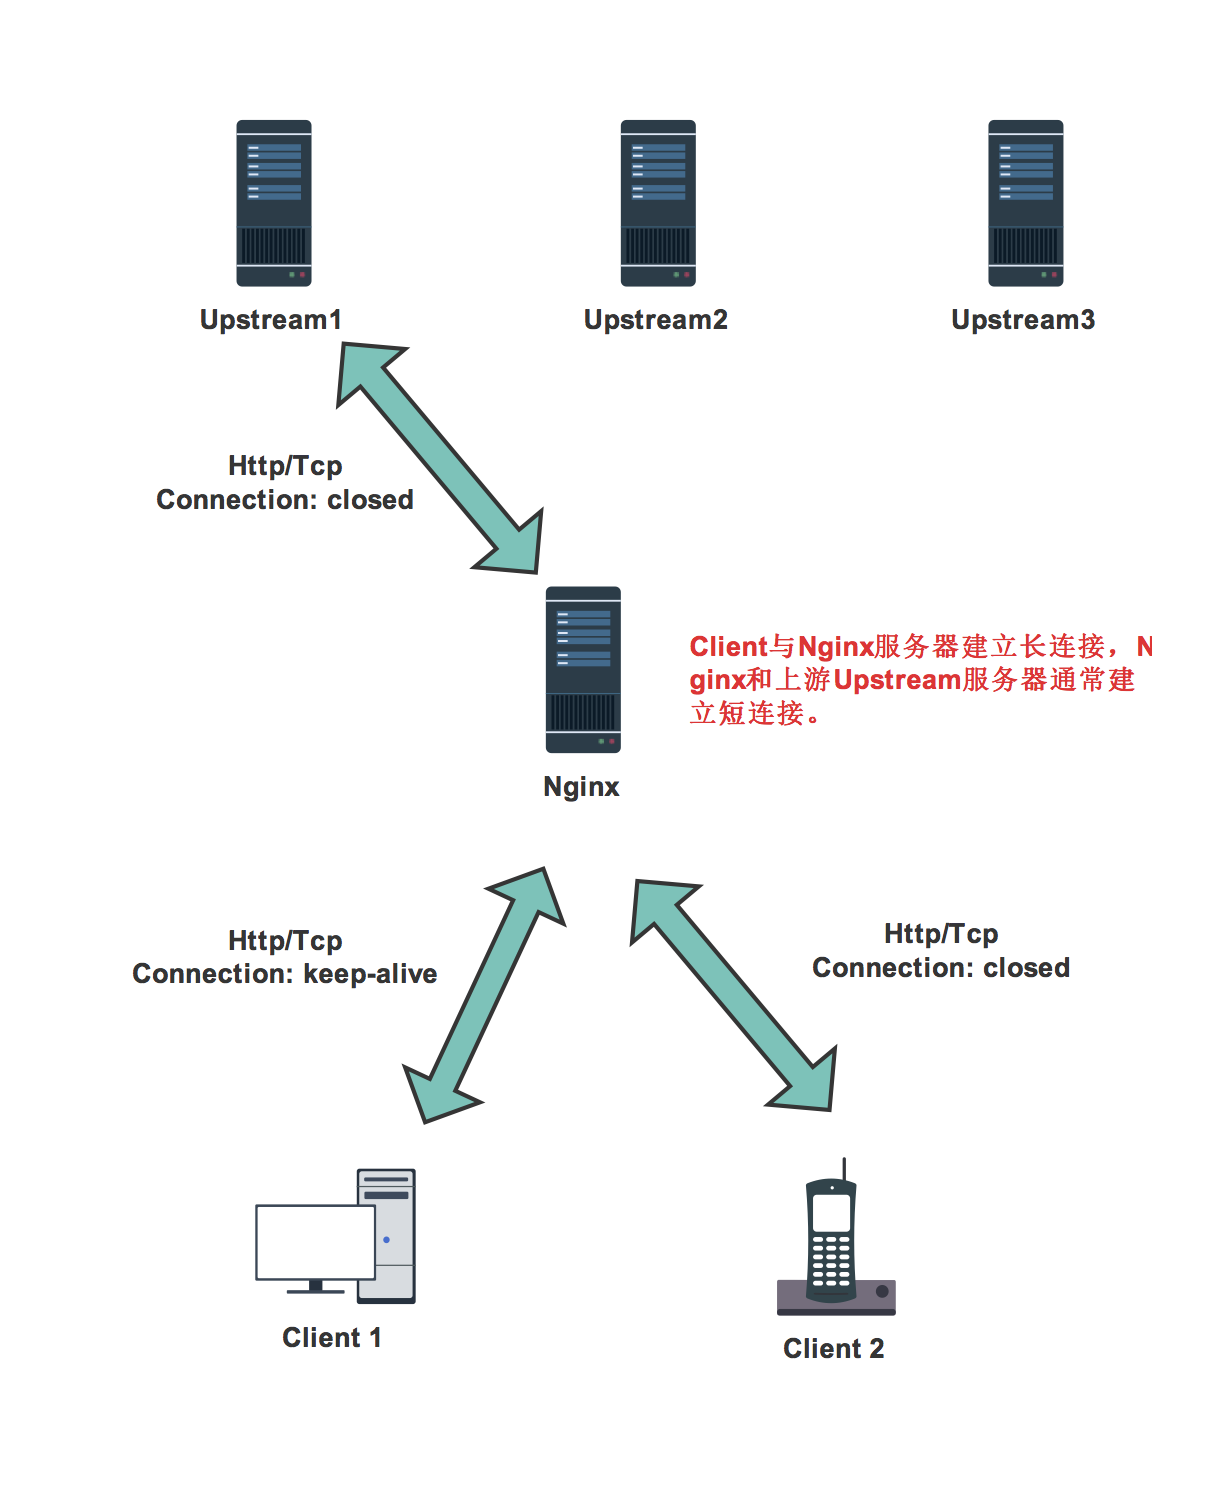 Upstream1
Upstream2
Upstream3
Http/Tcp
Connection: closed
Client与Nginx服务器建立长连接，N
ginx和上游Upstream服务器通常建
立短连接。
Nginx
Http/Tcp
Connection: keep-alive
Http/Tcp
Connection: closed
Client 1
Client 2